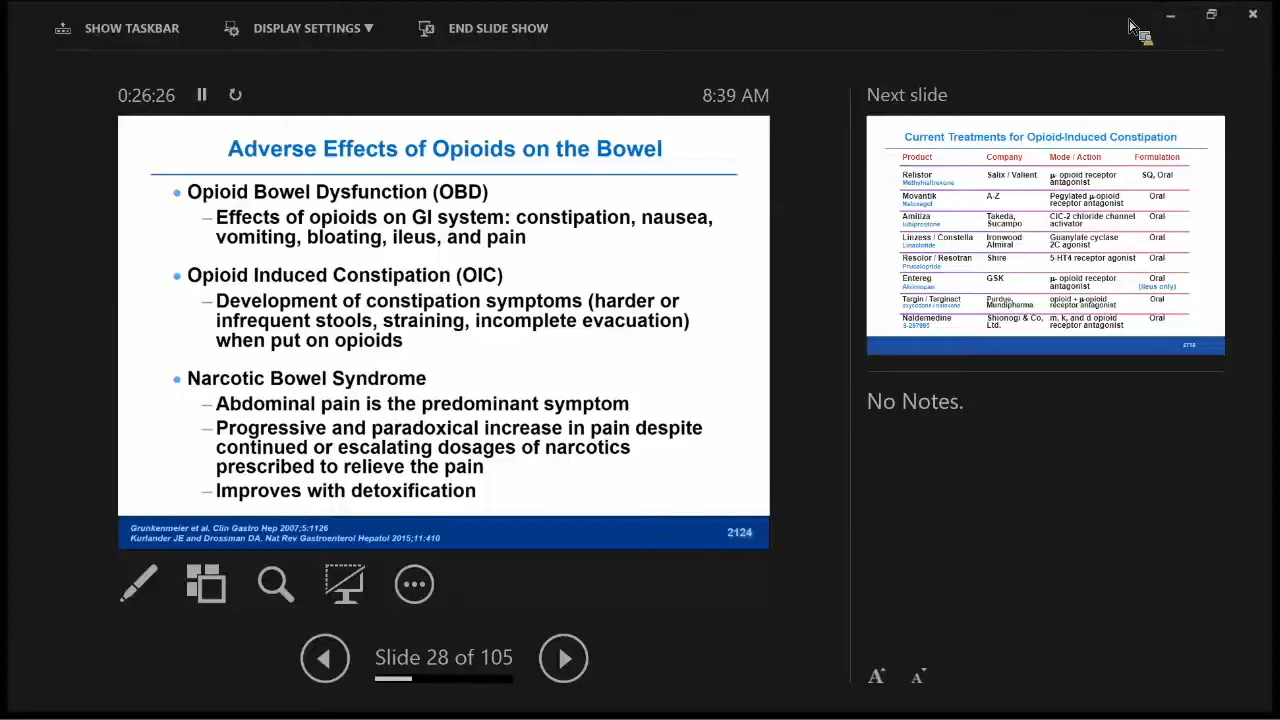 SHOW TASKBAR
DISPLAY SETTINGS ▼
END SLIDE SHOW
0:26:26
8:39 AM
Adverse Effects of Opioids on the Bowel
• Opioid Bowel Dysfunction (OBD)
–Effects of opioids on GI system: constipation, nausea,
vomiting, bloating, ileus, and pain
• Opioid Induced Constipation (OIC)
–Development of constipation symptoms (harder or
infrequent stools, straining, incomplete evacuation)
when put on opioids
• Narcotic Bowel Syndrome
–Abdominal pain is the predominant symptom
–Progressive and paradoxical increase in pain despite
continued or escalating dosages of narcotics
prescribed to relieve the pain
–Improves with detoxification
Grunkenmeier et al. Clin Gastro Hep 2007;5:1126
Kurlander JE and Drossman DA. Nat Rev Gastroenterol Hepatol 2015;11:410
2124
Slide 28 of 105
Next slide
Current Treatments for Opioid-Induced Constipation
Product Company Mode / Action Formulation
Relistor Salix / Valient μ- opioid receptor SQ, Oral
Methylnaltrexone antagonist
Movantik A-Z Pegylated μ-opioid Oral
Naloxegol receptor antagonist
Amitiza Takeda, ClC-2 chloride channel Oral
lubiprostone Sucampo activator
Linzess / Constella Ironwood Guanylate cyclase Oral
Linaclotide Almiral 2C agonist
Resolor / Resotran Shire 5-HT4 receptor agonist Oral
Prucalopride
Entereg GSK μ- opioid receptor Oral
Alvimopan antagonist (ileus only)
Targin / Targinact Purdue, opioid + μ-opioid Oral
oxycodone / naloxone Mundipharma receptor antagonist
Naldemedine Shionogi & Co, m, k, and d opioid Oral
S-297995 Ltd. receptor antagonist
No Notes.
A A